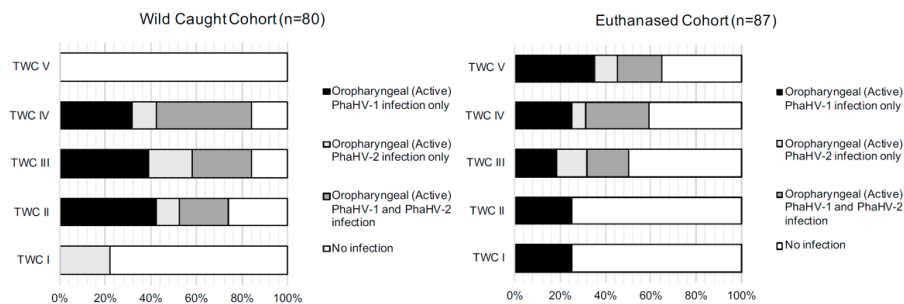 Wild Caught Cohort (n=80)
TWC V
TWC IV
TWC III
TWC II
TWC I
0% 20% 40% 60% 80% 100%
Oropharyngeal (Active)
PhaHV-1 infection only
Oropharyngeal (Active)
PhaHV-2 infection only
Oropharyngeal (Active)
PhaHV-1 and PhaHV-2
infection
No infection
Euthanased Cohort (n=87)
TWC V
TWC IV
TWC III
TWC II
TWC I
0% 20% 40% 60% 80% 100%
Oropharyngeal (Active)
PhaHV-1 infection only
Oropharyngeal (Active)
PhaHV-2 infection only
Oropharyngeal (Active)
PhaHV-1 and PhaHV-2
infection
No infection